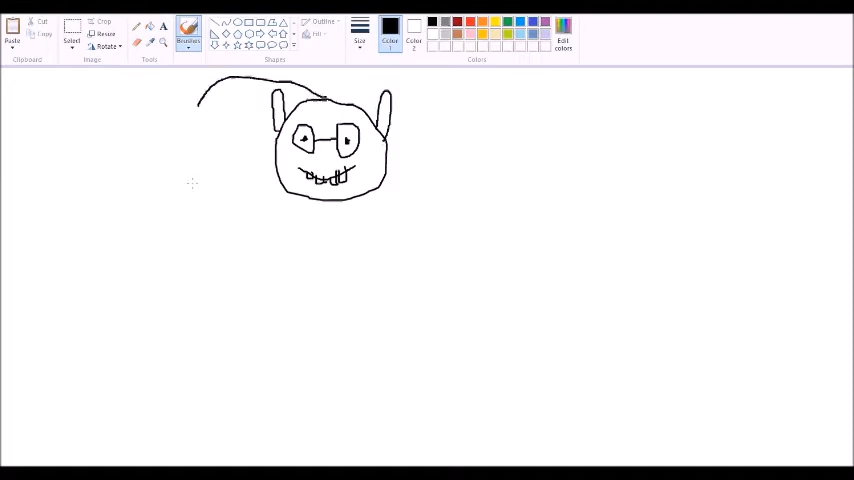 Cut
Copy
Paste
Clipboard
Select
Crop
Resize
Rotate
Image
A
Tools
Brushes
Outline
Fill
Shapes
Size
Color
1
Color
2
Edit
colors
Colors